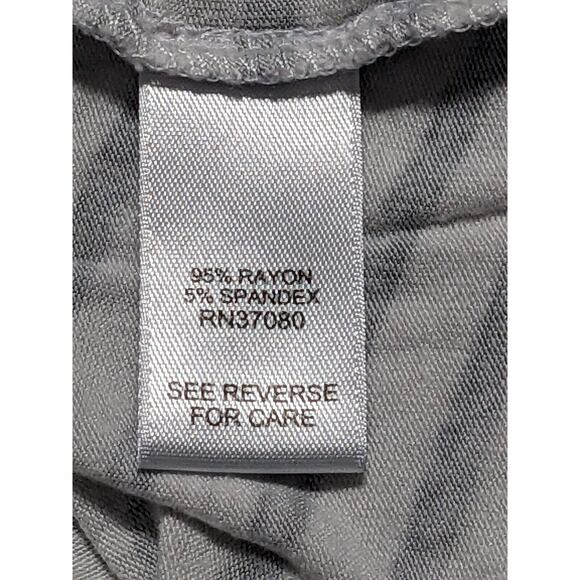 95% RAYON
5% SPANDEX
RN37080
SEE REVERSE
FOR CARE